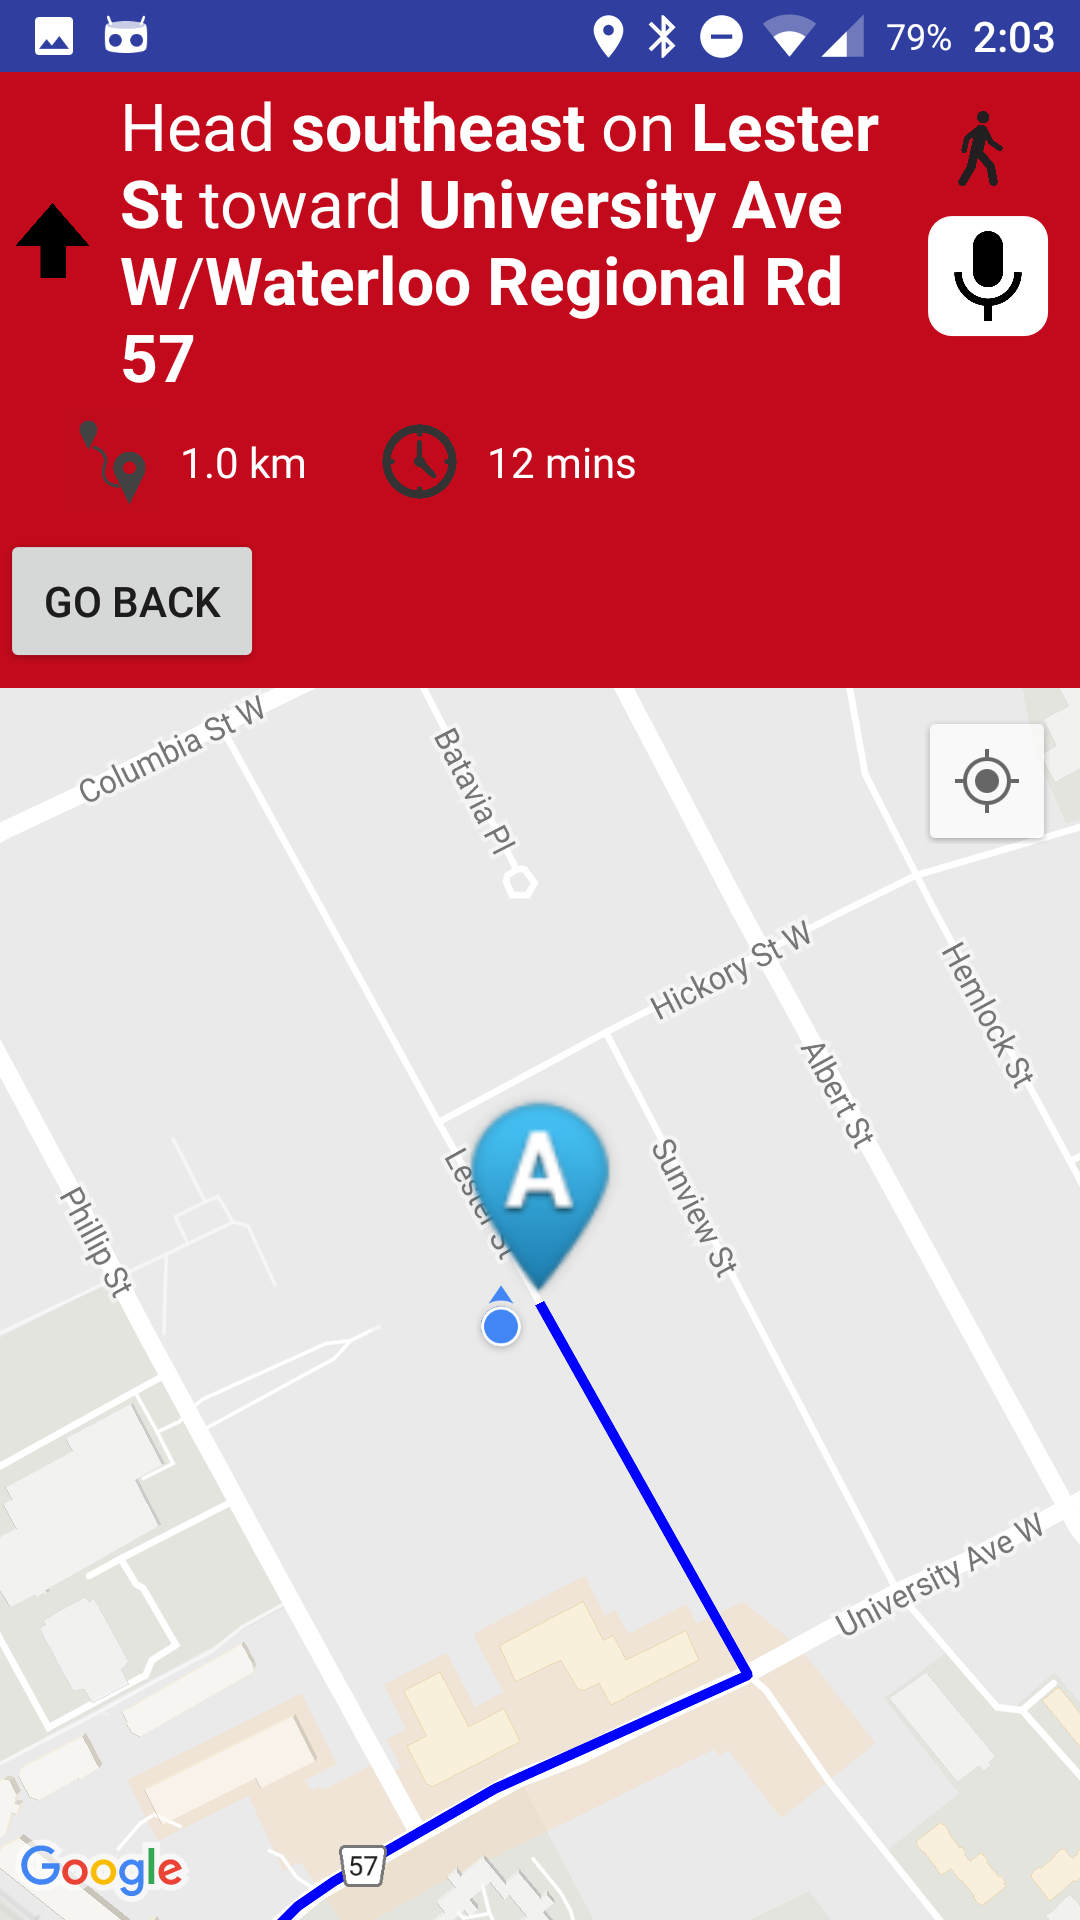 79% 2:03
Head southeast on Lester
St toward University Ave
W/Waterloo Regional Rd
57
1.0 km
12 mins
GO BACK
Columbia St W
Batavia Pl
Hickory St W
Hemlock St
Albert St
A
Lester St
Sunview St
Phillip St
University Ave W
57
Google